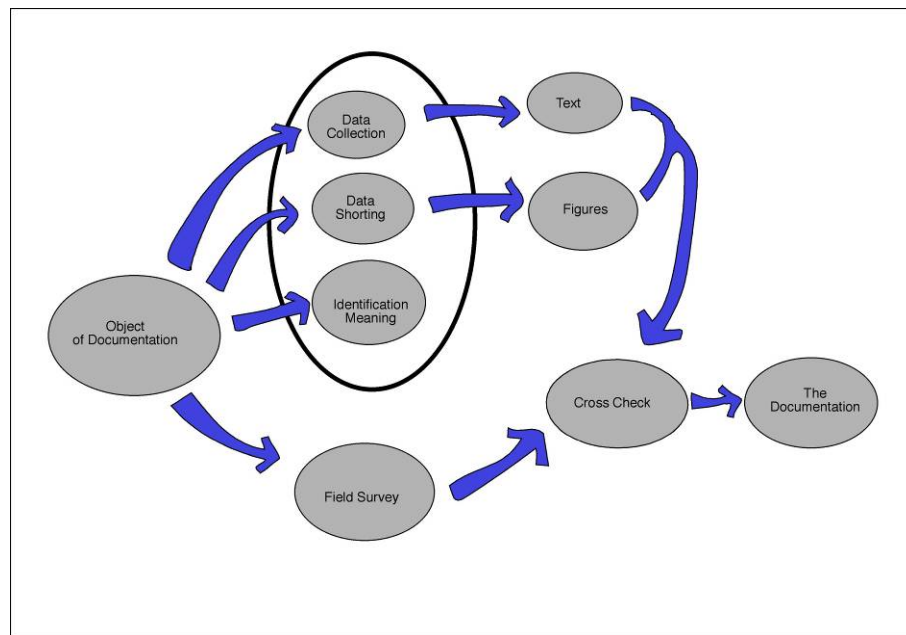 Data
Collection
Text
Data
Shorting
Figures
Identification
Meaning
Object
of Documentation
Cross Check
The
Documentation
Field Survey